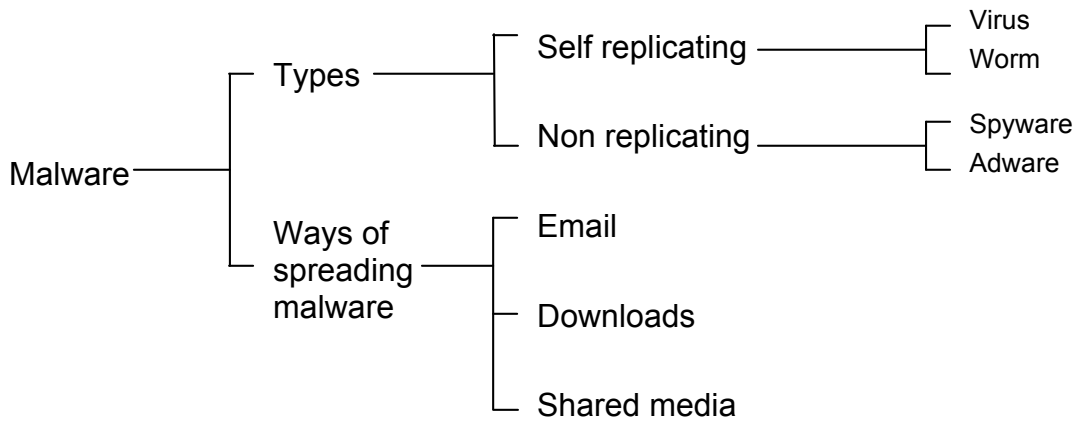 Malware
Types
Self replicating
Virus
Worm
Non replicating
Spyware
Adware
Ways of
spreading
malware
Email
Downloads
Shared media